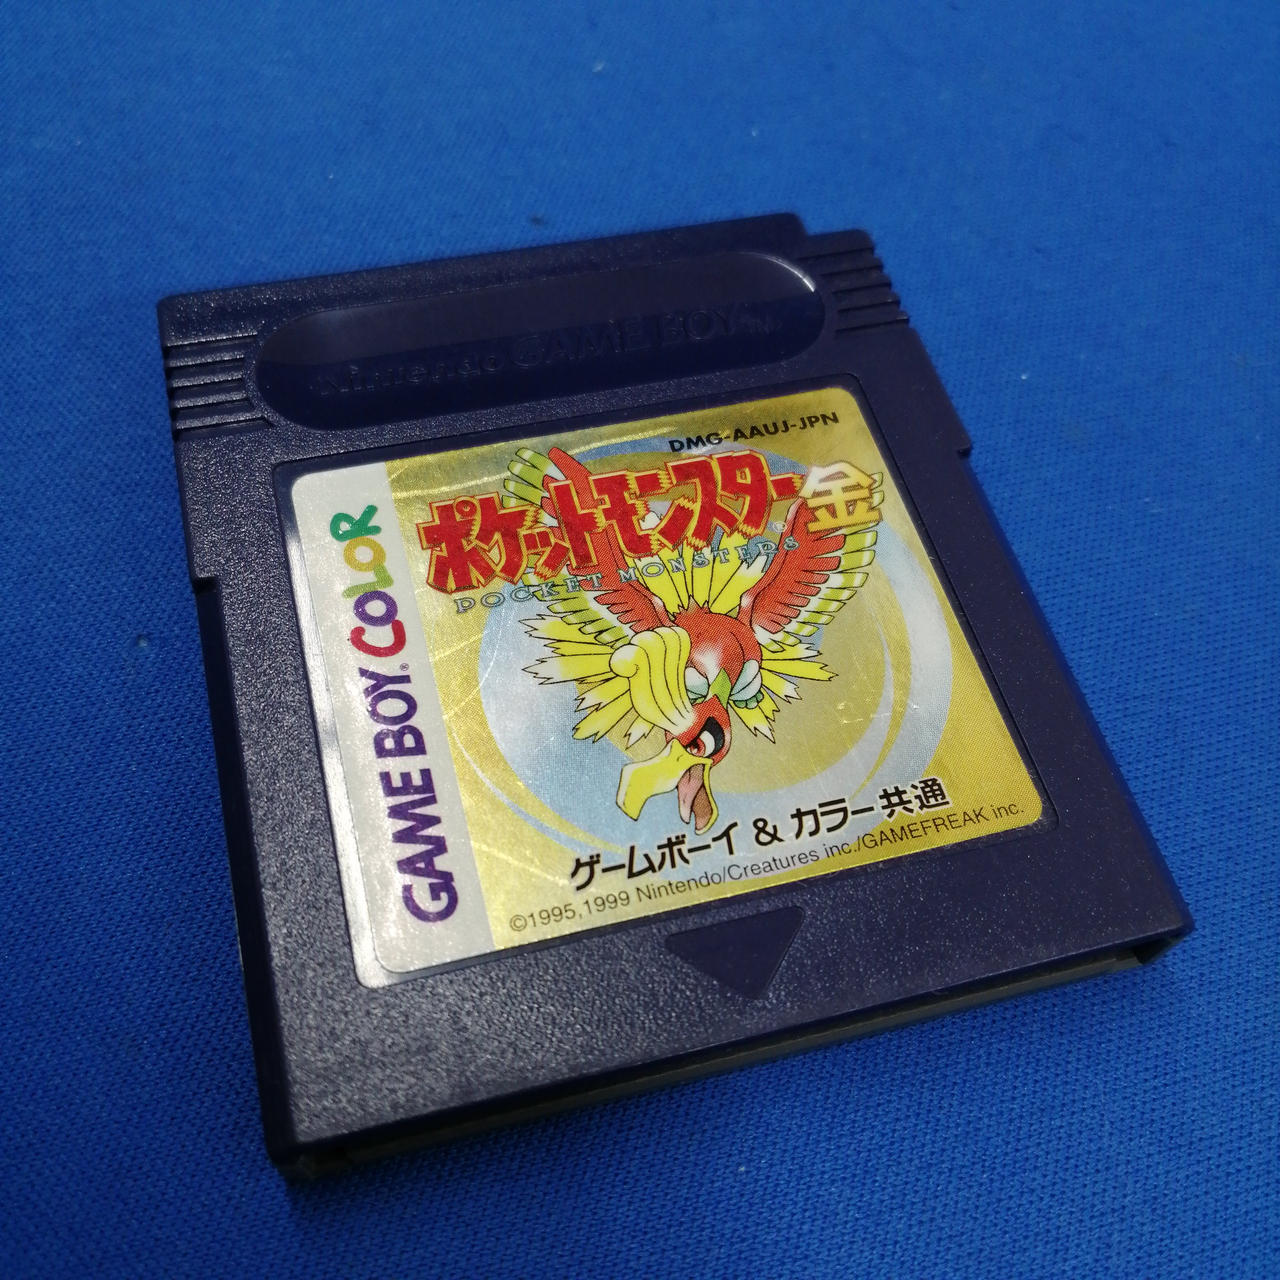 Nintendo GAME BOY TM
DMG-AAUJ-JPN
ポケットモンスター金
POCKET MONSTERS®
GAME BOY® COLOR
ゲームボーイ & カラー共通
©1995,1999 Nintendo/Creatures inc./GAMEFREAK inc.